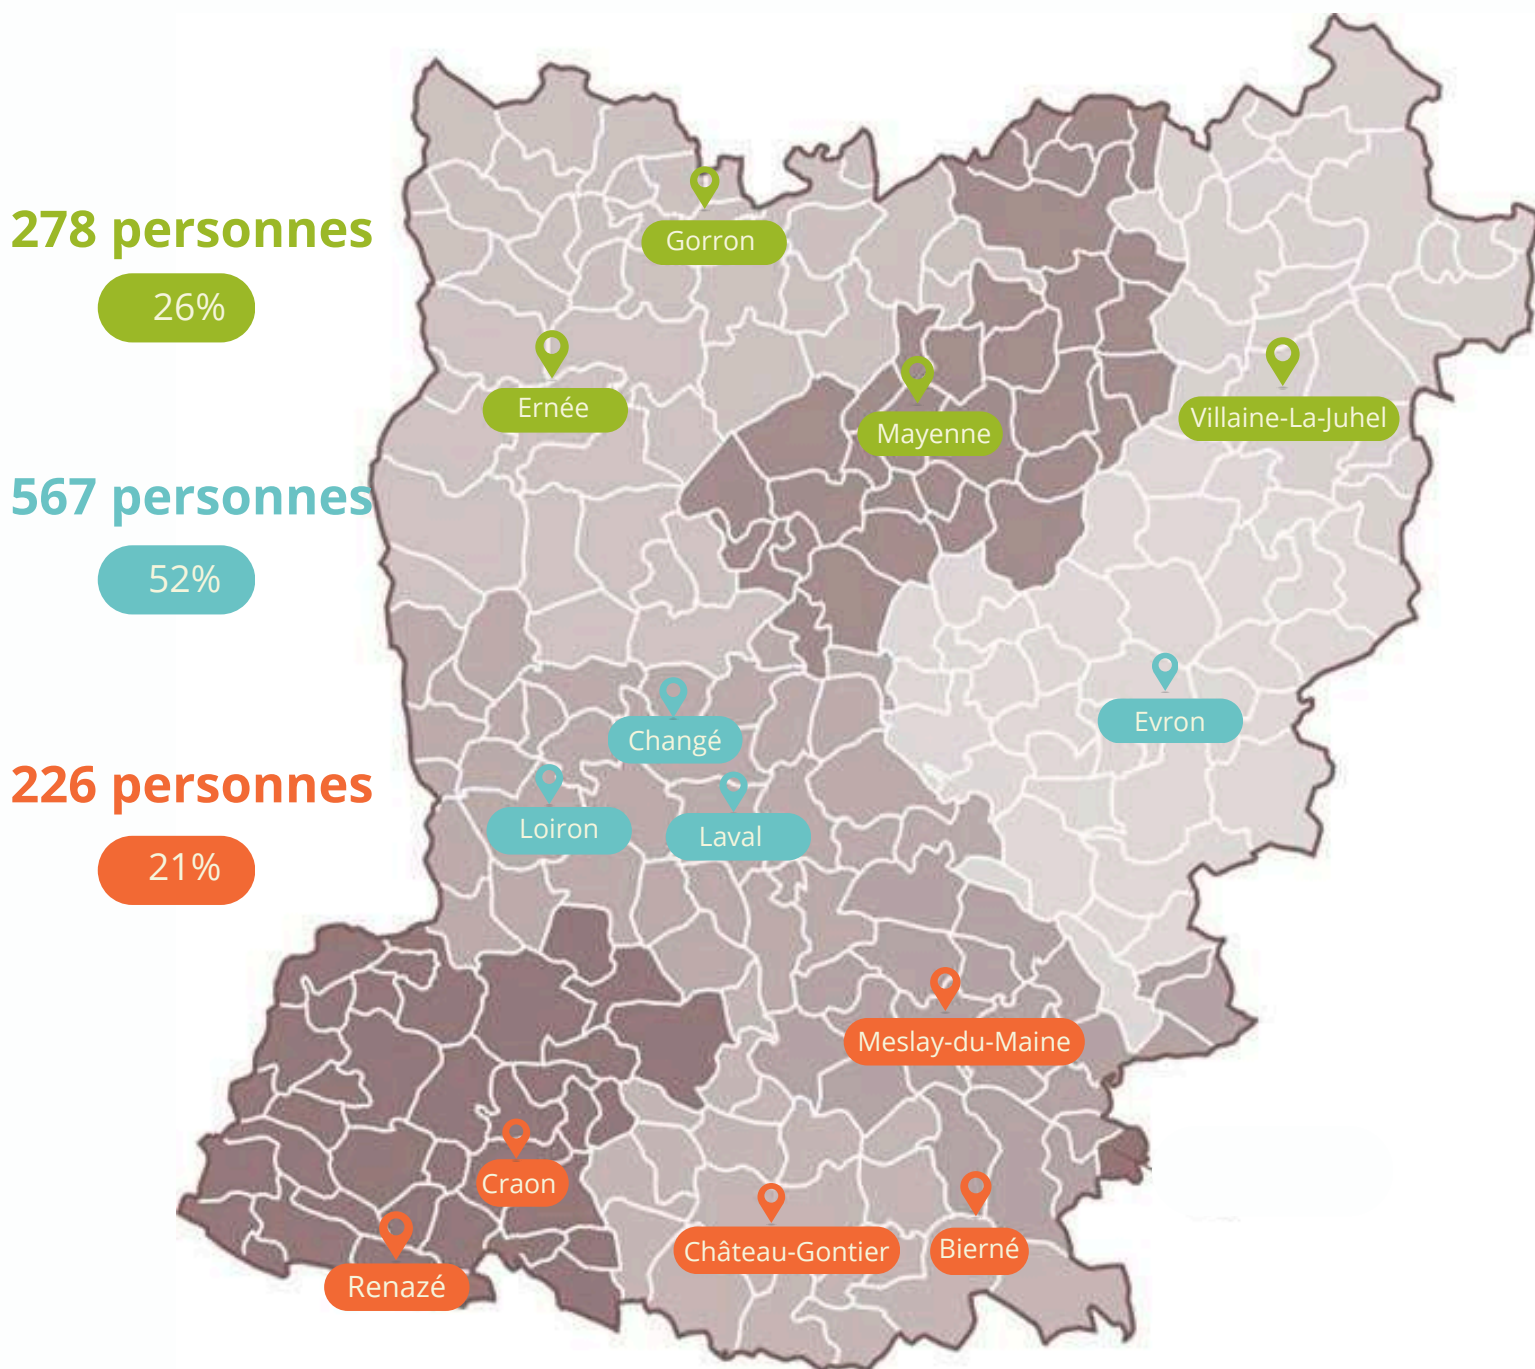 278 personnes
26%
567 personnes
52%
226 personnes
21%
Gorron
Ernée
Mayenne
Villaine-La-Juhel
Evron
Changé
Loiron
Laval
Meslay-du-Maine
Craon
Château-Gontier
Bierné
Renazé